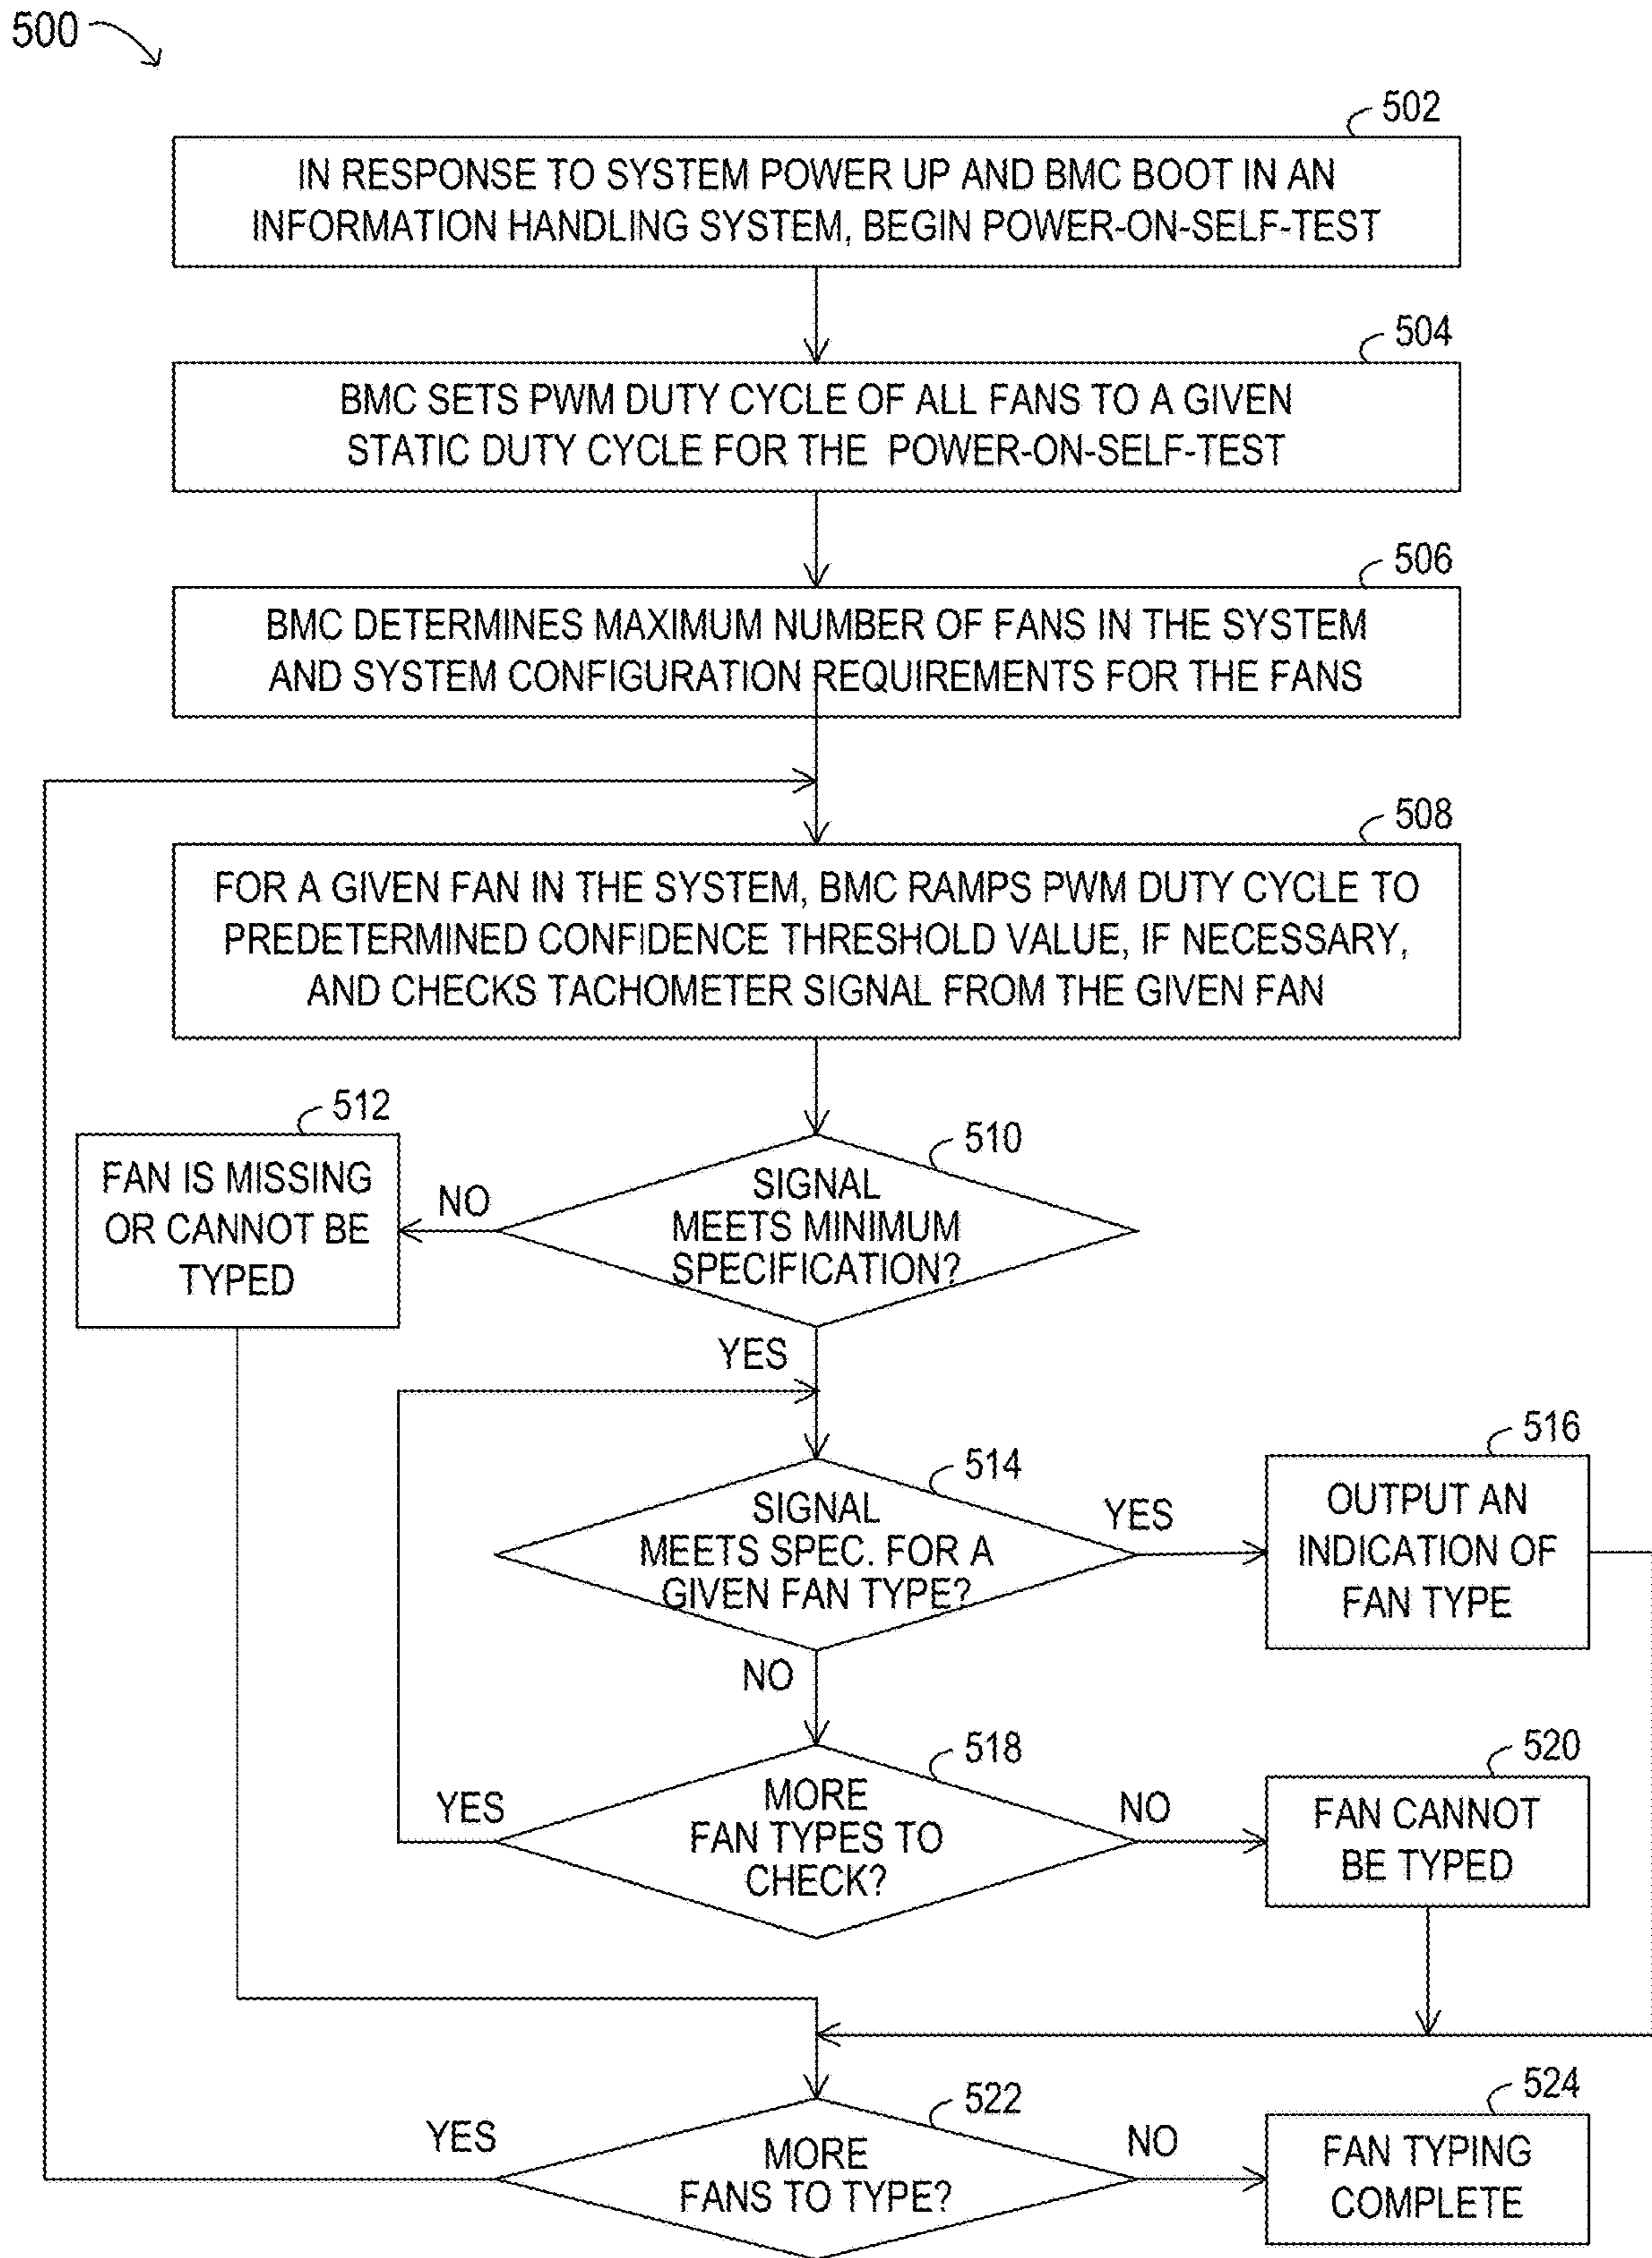 500
502
IN RESPONSE TO SYSTEM POWER UP AND BMC BOOT IN AN
INFORMATION HANDLING SYSTEM, BEGIN POWER-ON-SELF-TEST
504
BMC SETS PWM DUTY CYCLE OF ALL FANS TO A GIVEN
STATIC DUTY CYCLE FOR THE POWER-ON-SELF-TEST
506
BMC DETERMINES MAXIMUM NUMBER OF FANS IN THE SYSTEM
AND SYSTEM CONFIGURATION REQUIREMENTS FOR THE FANS
508
FOR A GIVEN FAN IN THE SYSTEM, BMC RAMPS PWM DUTY CYCLE TO
PREDETERMINED CONFIDENCE THRESHOLD VALUE, IF NECESSARY,
AND CHECKS TACHOMETER SIGNAL FROM THE GIVEN FAN
510
SIGNAL
MEETS MINIMUM
SPECIFICATION?
NO
512
FAN IS MISSING
OR CANNOT BE
TYPED
YES
514
SIGNAL
MEETS SPEC. FOR A
GIVEN FAN TYPE?
YES
516
OUTPUT AN
INDICATION OF
FAN TYPE
NO
518
MORE
FAN TYPES TO
CHECK?
YES
NO
520
FAN CANNOT
BE TYPED
522
MORE
FANS TO TYPE?
YES
NO
524
FAN TYPING
COMPLETE